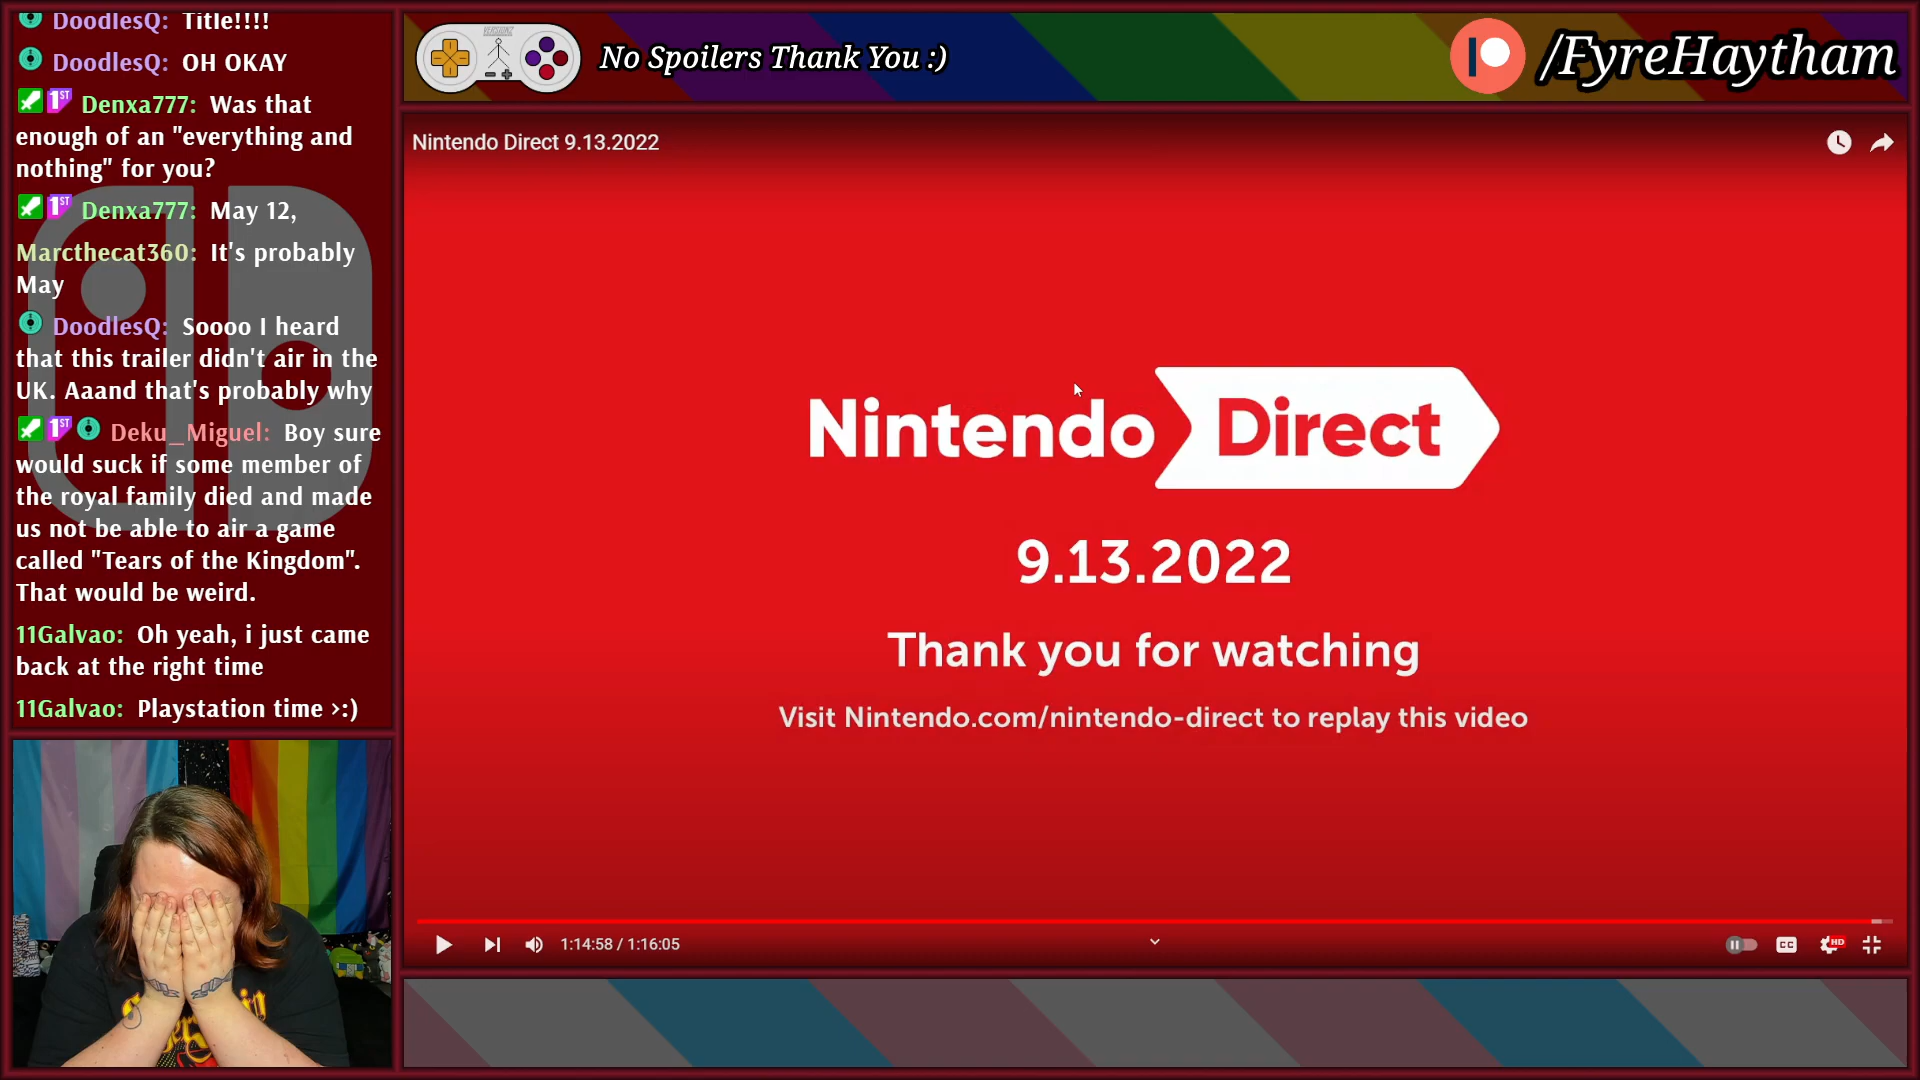 DoodlesQ: Title!!!!
DoodlesQ: OH OKAY
1ST Denxa777: Was that
enough of an "everything and
nothing" for you?
1ST Denxa777: May 12,
Marcthecat360: It's probably
May
DoodlesQ: Soooo I heard
that this trailer didn't air in the
UK. Aaand that's probably why
1ST Deku_Miguel: Boy sure
would suck if some member of
the royal family died and made
us not be able to air a game
called "Tears of the Kingdom".
That would be weird.
11Galvao: Oh yeah, i just came
back at the right time
11Galvao: Playstation time >:)
No Spoilers Thank You :)
/FyreHaytham
Nintendo Direct 9.13.2022
Nintendo Direct
9.13.2022
Thank you for watching
Visit Nintendo.com/nintendo-direct to replay this video
1:14:58 / 1:16:05
CC
HD